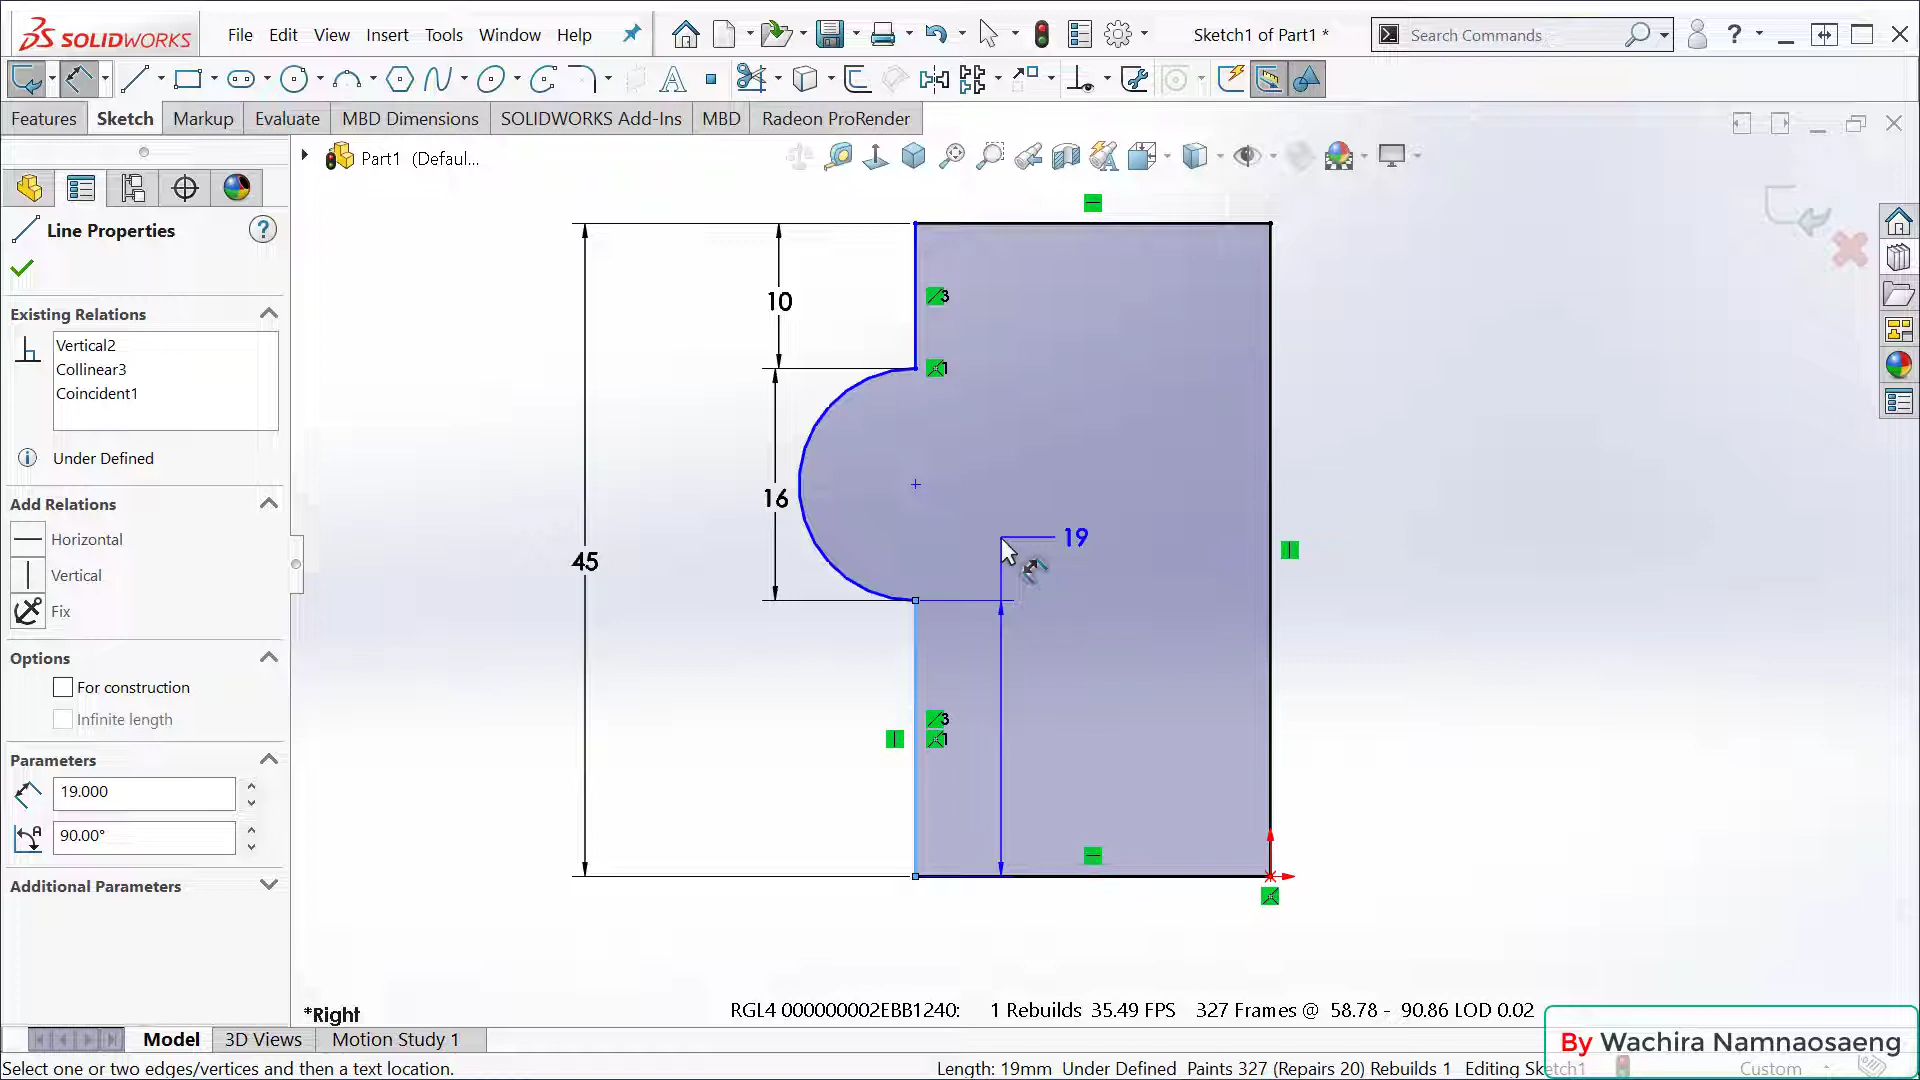 SOLIDWORKS File Edit View Insert Tools Window Help Sketch1 of Part1 * Search Commands ?
Features Sketch Markup Evaluate MBD Dimensions SOLIDWORKS Add-Ins MBD Radeon ProRender
Part1 (Defaul...
Line Properties ?
Existing Relations
Vertical2
Collinear3
Coincident1
Under Defined
Add Relations
Horizontal
Vertical
Fix
Options
For construction
Infinite length
Parameters
19.000
90.00°
Additional Parameters
10
3
1
16
45
19
3
1
*Right
RGL4 000000002EBB1240: 1 Rebuilds 35.49 FPS 327 Frames @ 58.78 - 90.86 LOD 0.02
Model 3D Views Motion Study 1
By Wachira Namnaosaeng
Select one or two edges/vertices and then a text location. Length: 19mm Under Defined Paints 327 (Repairs 20) Rebuilds 1 Editing Sketch1 Custom